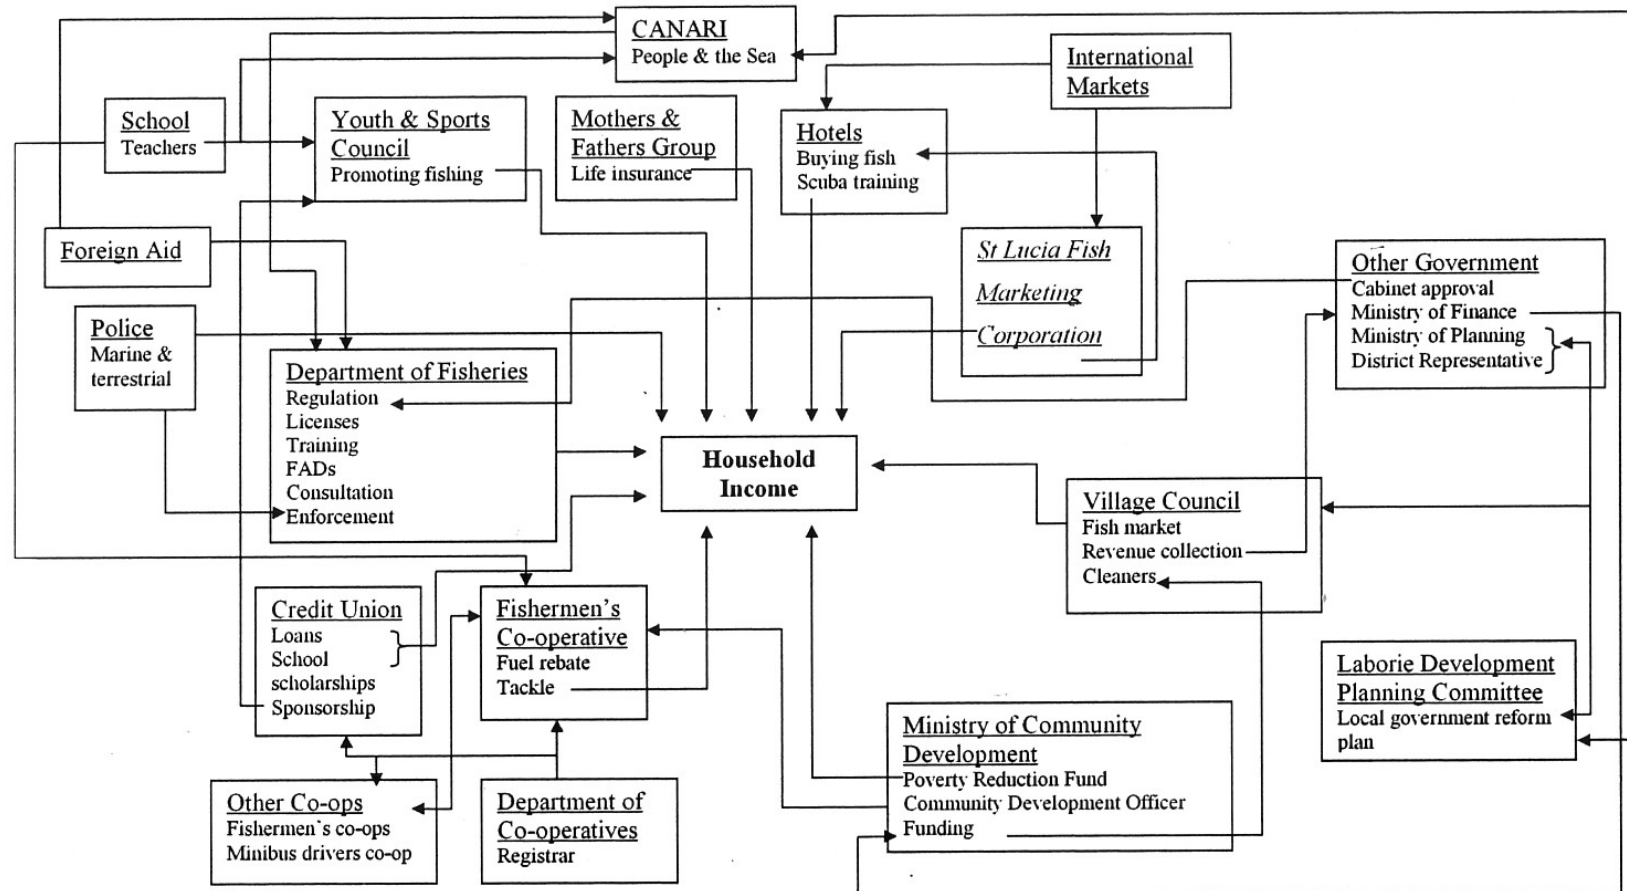 CANARI
People & the Sea
International
Markets
School
Teachers
Youth & Sports
Council
Promoting fishing
Mothers &
Fathers Group
Life insurance
Hotels
Buying fish
Scuba training
Foreign Aid
St Lucia Fish
Marketing
Corporation
Other Government
Cabinet approval
Ministry of Finance
Ministry of Planning
District Representative
Police
Marine &
terrestrial
Department of Fisheries
Regulation
Licenses
Training
FADs
Consultation
Enforcement
Household
Income
Village Council
Fish market
Revenue collection
Cleaners
Credit Union
Loans
School
scholarships
Sponsorship
Fishermen's
Co-operative
Fuel rebate
Tackle
Laborie Development
Planning Committee
Local government reform
plan
Ministry of Community
Development
Poverty Reduction Fund
Community Development Officer
Funding
Other Co-ops
Fishermen's co-ops
Minibus drivers co-op
Department of
Co-operatives
Registrar